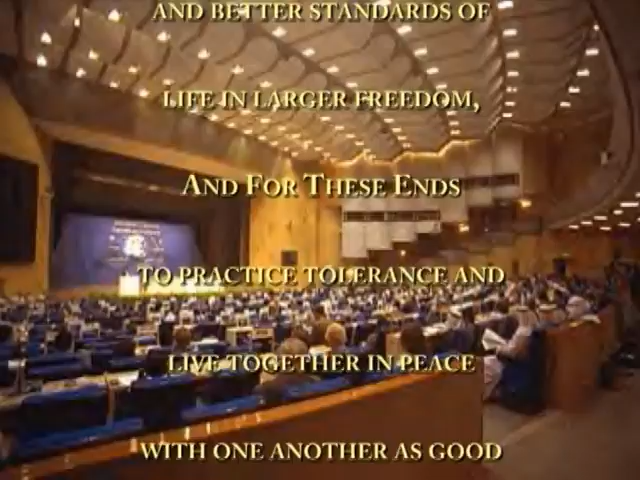 AND BETTER STANDARDS OF
LIFE IN LARGER FREEDOM,
AND FOR THESE ENDS
TO PRACTICE TOLERANCE AND
LIVE TOGETHER IN PEACE
WITH ONE ANOTHER AS GOOD